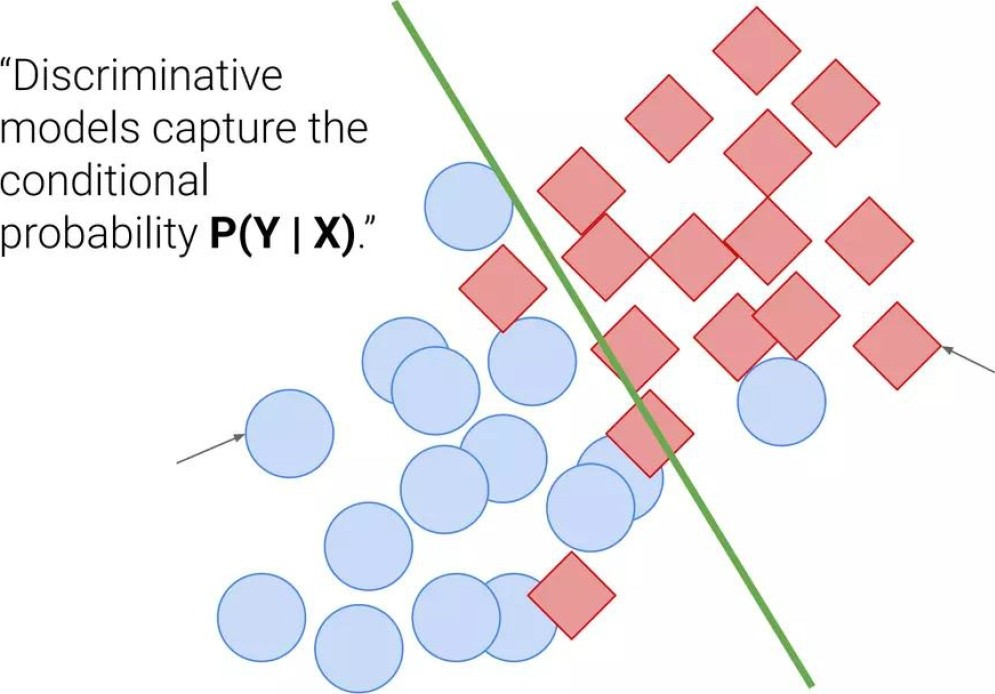 “Discriminative
models capture the
conditional
probability P(Y | X).”